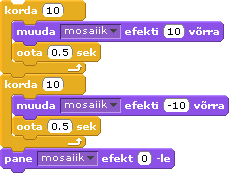 korda 10
muuda mosaiik efekti 10 võrra
oota 0.5 sek
korda 10
muuda mosaiik efekti -10 võrra
oota 0.5 sek
pane mosaiik efekt 0 -le